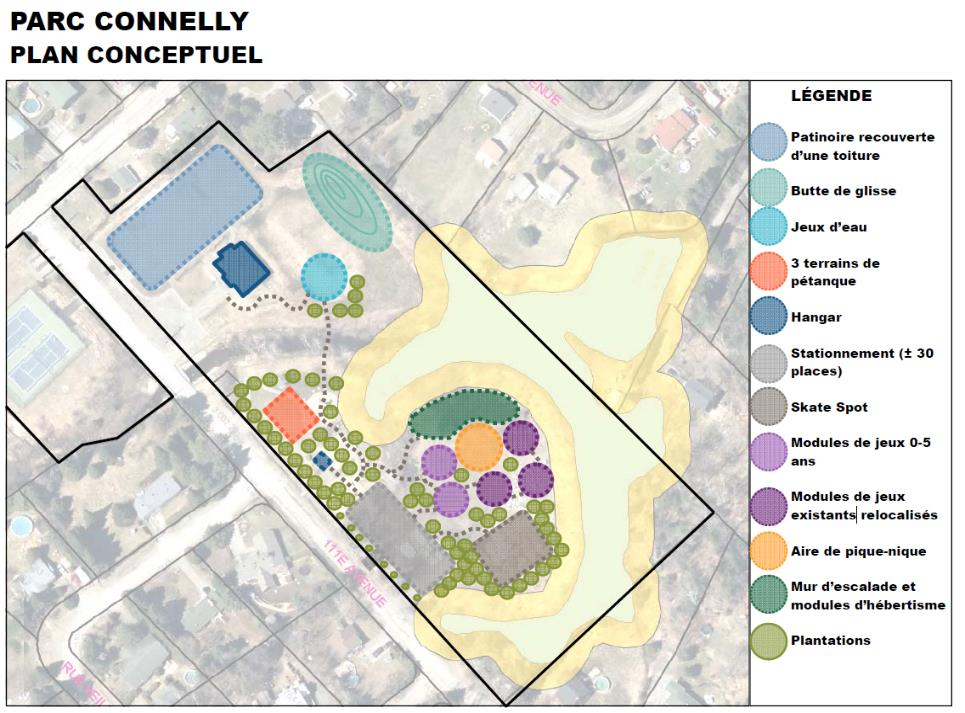 PARC CONNELLY
PLAN CONCEPTUEL
ENUE
111E AVENUE
LÉGENDE
Patinoire recouverte
d'une toiture
Butte de glisse
Jeux d'eau
3 terrains de
pétanque
Hangar
Stationnement (± 30
places)
Skate Spot
Modules de jeux 0-5
ans
Modules de jeux
existants relocalisés
Aire de pique-nique
Mur d'escalade et
modules d'hébertisme
Plantations